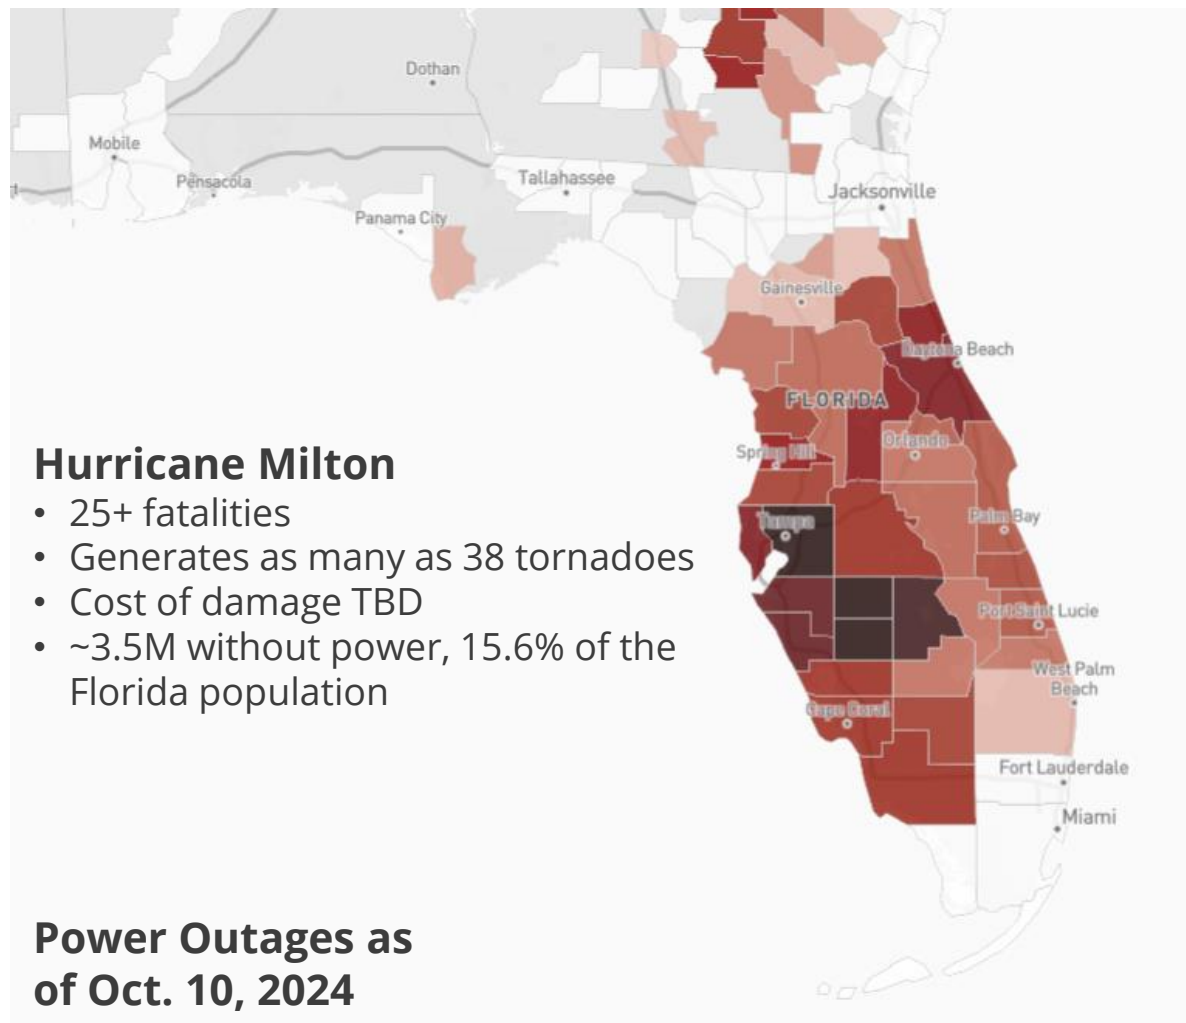 Dothan
Mobile
Pensacola
Tallahassee
Jacksonville
Panama City
Gainesville
Daytona Beach
FLORIDA
Orlando
Spring Hill
Tampa
Palm Bay
Port Saint Lucie
West Palm
Beach
Cape Coral
Fort Lauderdale
Miami
Hurricane Milton
• 25+ fatalities
• Generates as many as 38 tornadoes
• Cost of damage TBD
• ~3.5M without power, 15.6% of the
Florida population
Power Outages as
of Oct. 10, 2024